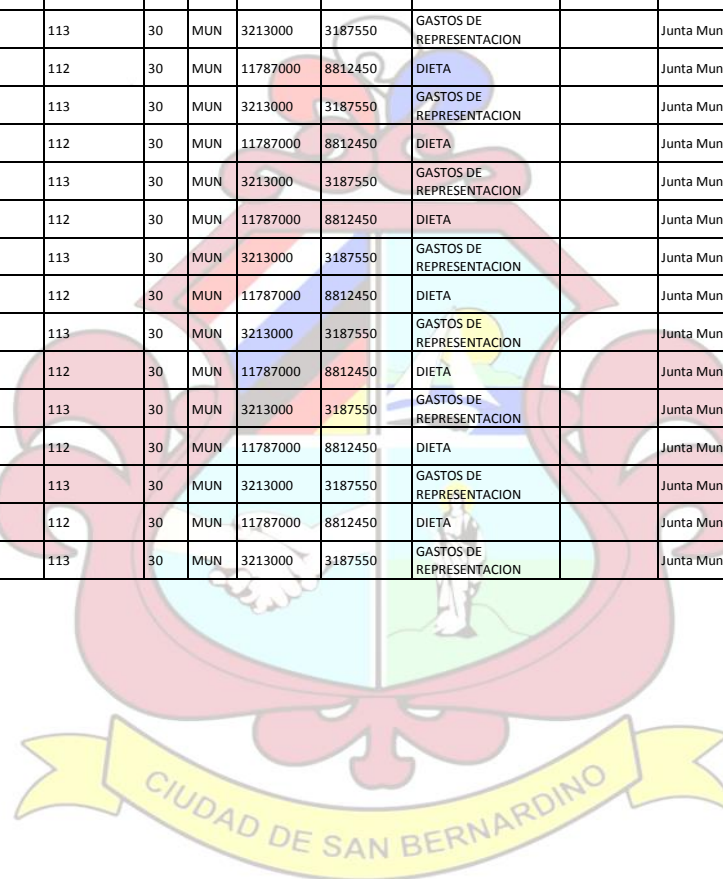 113 30 MUN 3213000 3187550 GASTOS DE REPRESENTACION Junta Mun
112 30 MUN 11787000 8812450 DIETA Junta Mun
113 30 MUN 3213000 3187550 GASTOS DE REPRESENTACION Junta Mun
112 30 MUN 11787000 8812450 DIETA Junta Mun
113 30 MUN 3213000 3187550 GASTOS DE REPRESENTACION Junta Mun
112 30 MUN 11787000 8812450 DIETA Junta Mun
113 30 MUN 3213000 3187550 GASTOS DE REPRESENTACION Junta Mun
112 30 MUN 11787000 8812450 DIETA Junta Mun
113 30 MUN 3213000 3187550 GASTOS DE REPRESENTACION Junta Mun
112 30 MUN 11787000 8812450 DIETA Junta Mun
113 30 MUN 3213000 3187550 GASTOS DE REPRESENTACION Junta Mun
112 30 MUN 11787000 8812450 DIETA Junta Mun
113 30 MUN 3213000 3187550 GASTOS DE REPRESENTACION Junta Mun
112 30 MUN 11787000 8812450 DIETA Junta Mun
113 30 MUN 3213000 3187550 GASTOS DE REPRESENTACION Junta Mun
CIUDAD DE SAN BERNARDINO